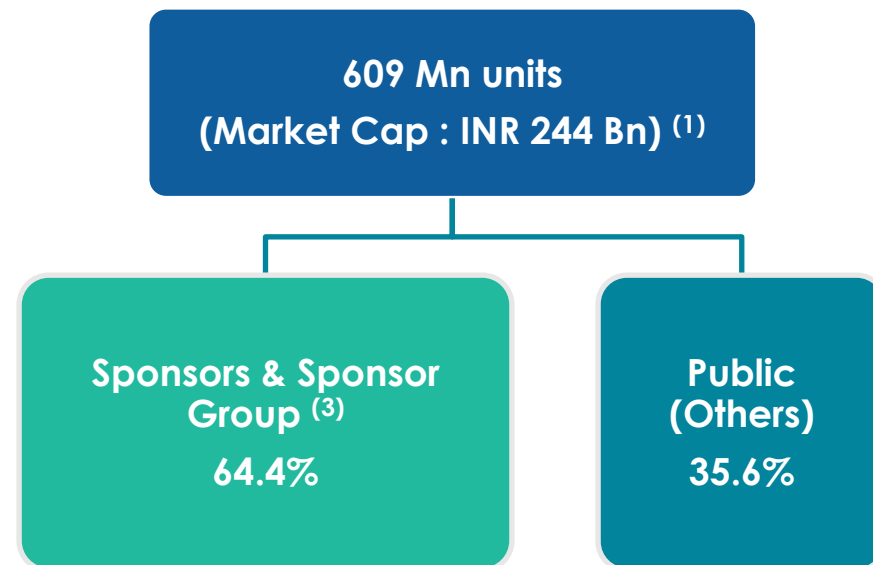 609 Mn units
(Market Cap : INR 244 Bn) (1)
Sponsors & Sponsor
Group (3)
64.4%
Public
(Others)
35.6%